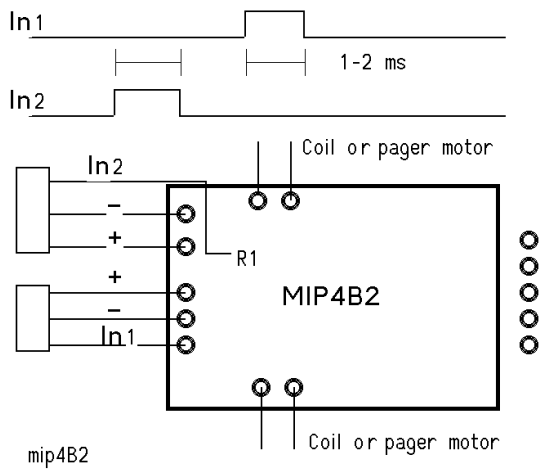 In1
1-2 ms
In2
Coil or pager motor
In2
-
+
R1
+
MIP4B2
-
In1
Coil or pager motor
mip4B2